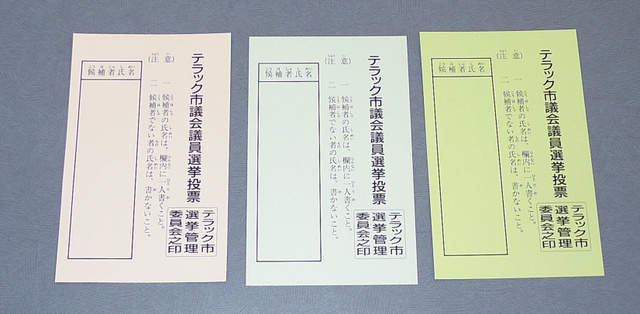 テラック市議会議員選挙投票
テラック市
選挙管理
委員会之印
（注意）
一 候補者の氏名は、欄内に一人書くこと。
二 候補者でない者の氏名は、書かないこと。
候補者氏名
テラック市議会議員選挙投票
テラック市
選挙管理
委員会之印
（注意）
一 候補者の氏名は、欄内に一人書くこと。
二 候補者でない者の氏名は、書かないこと。
候補者氏名
テラック市議会議員選挙投票
テラック市
選挙管理
委員会之印
（注意）
一 候補者の氏名は、欄内に一人書くこと。
二 候補者でない者の氏名は、書かないこと。
候補者氏名